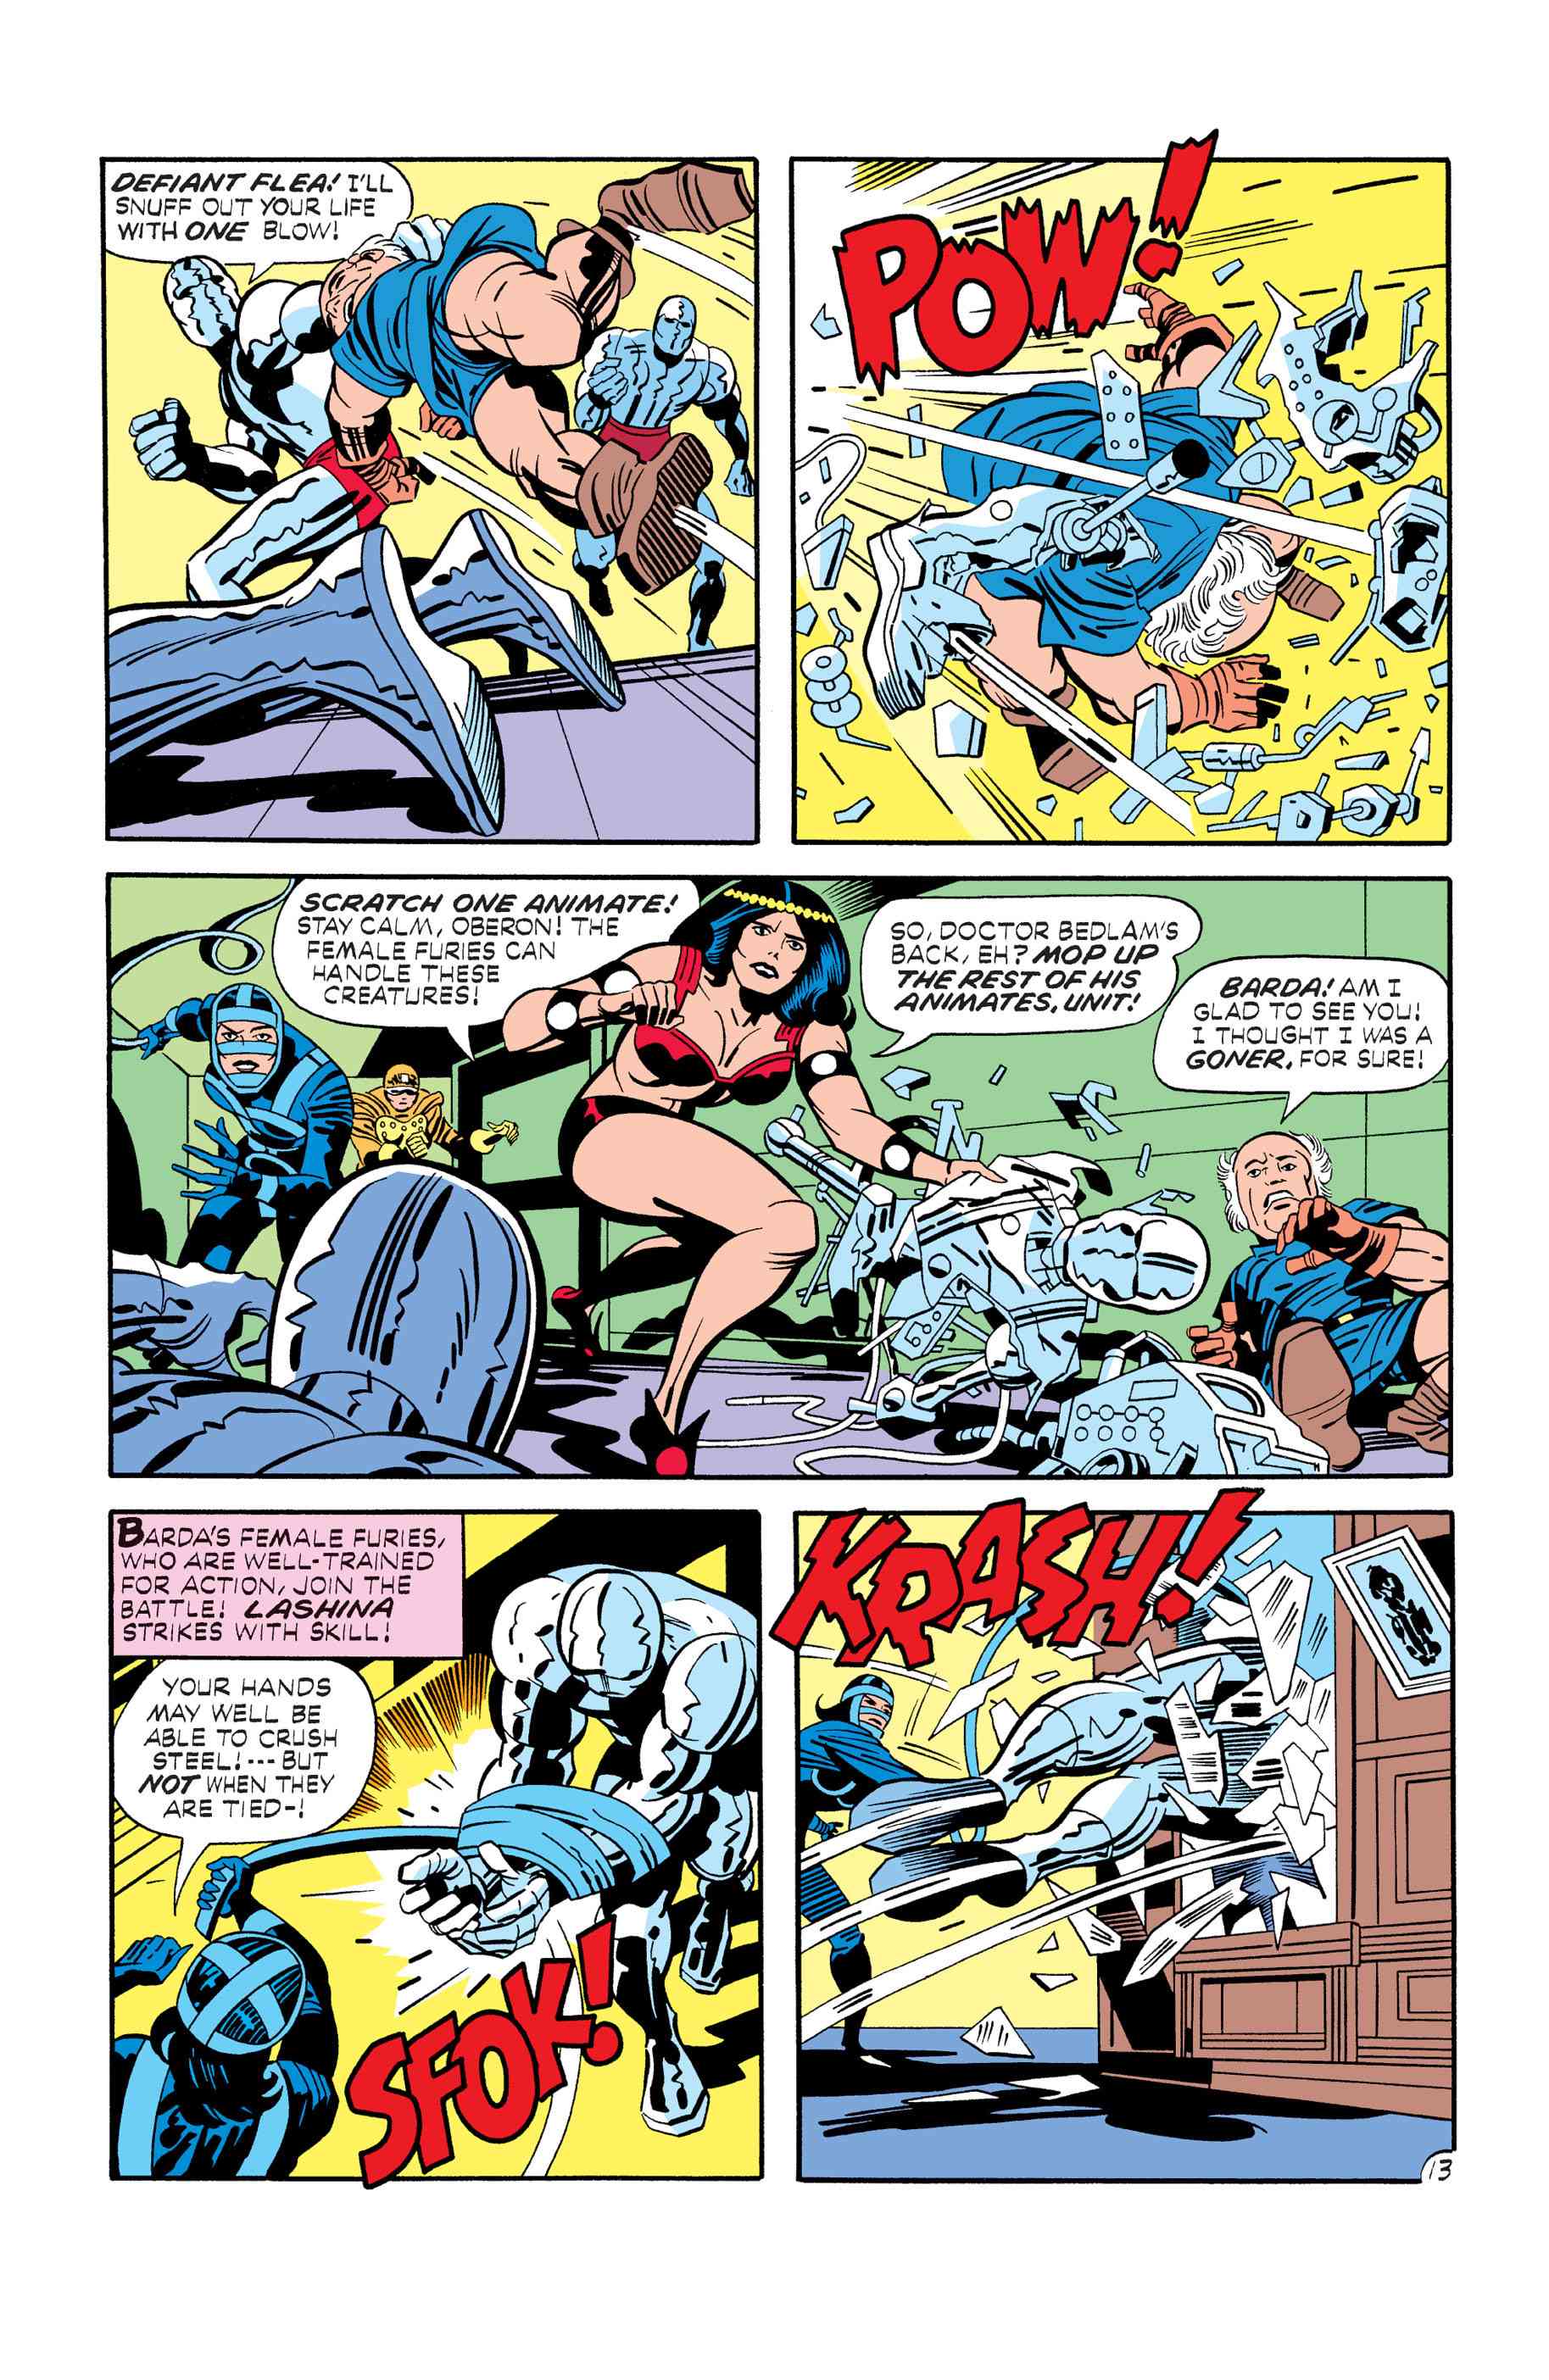 DEFIANT FLEA! I'LL
SNUFF OUT YOUR LIFE
WITH ONE BLOW!
POW!
SCRATCH ONE ANIMATE!
STAY CALM, OBERON! THE
FEMALE FURIES CAN
HANDLE THESE
CREATURES!
SO, DOCTOR BEDLAM'S
BACK, EH? MOP UP
THE REST OF HIS
ANIMATES, UNIT!
BARDA! AM I
GLAD TO SEE YOU!
I THOUGHT I WAS A
GONER, FOR SURE!
BARDA'S FEMALE FURIES,
WHO ARE WELL-TRAINED
FOR ACTION, JOIN THE
BATTLE! LASHINA
STRIKES WITH SKILL!
YOUR HANDS
MAY WELL BE
ABLE TO CRUSH
STEEL!--- BUT
NOT WHEN THEY
ARE TIED-!
SFOK!
KRASH!
13